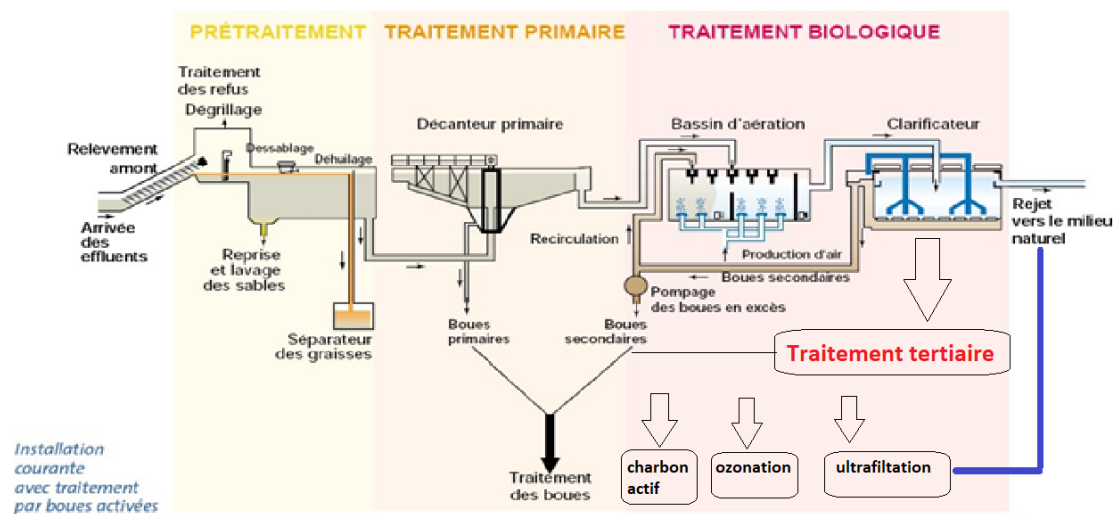 PRÉTRAITEMENT
TRAITEMENT PRIMAIRE
TRAITEMENT BIOLOGIQUE
Traitement
des refus
Dégrillage
Relèvement
amont
Dessablage
Déhuilage
Décanteur primaire
Bassin d'aération
Clarificateur
Arrivée
des
effluents
Reprise
et lavage
des sables
Séparateur
des graisses
Recirculation
Production d'air
Boues secondaires
Pompage
des boues en excès
Rejet
vers le milieu
naturel
Boues
primaires
Boues
secondaires
Traitement tertiaire
charbon
actif
ozonation
ultrafiltation
Traitement
des boues
Installation
courante
avec traitement
par boues activées